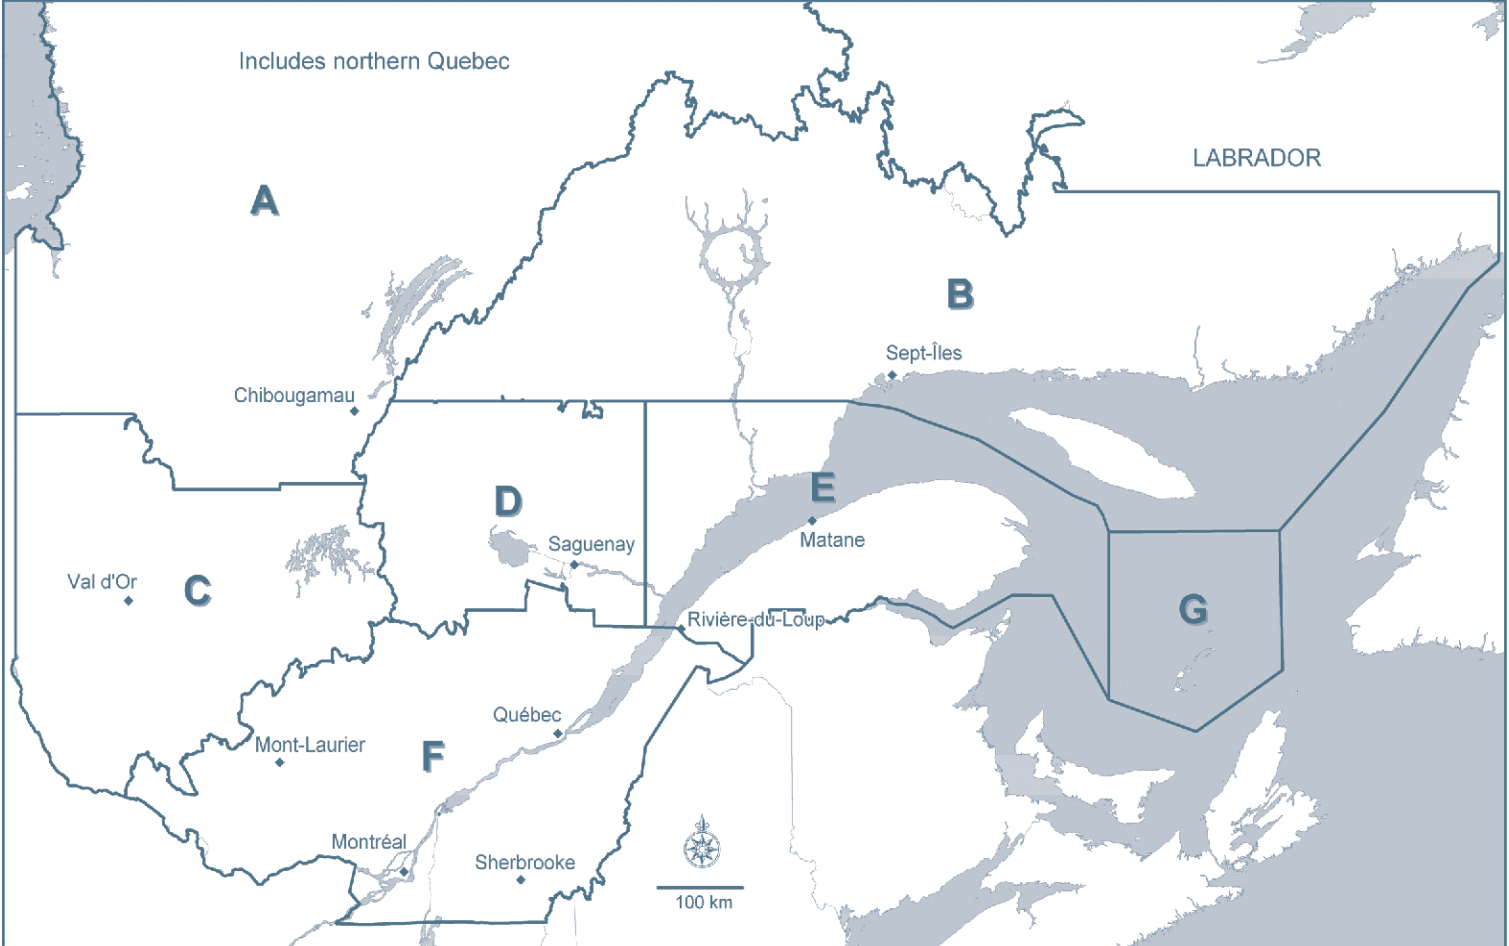 Includes northern Quebec
LABRADOR
A
B
Sept-Îles
Chibougamau
D
E
Saguenay
Matane
Val d'Or
C
G
Rivière-du-Loup
Québec
Mont-Laurier
F
Montréal
Sherbrooke
100 km